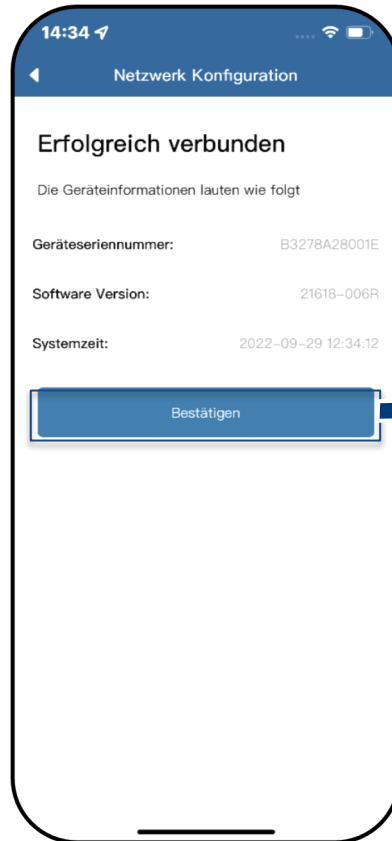 14:34
Netzwerk Konfiguration
Erfolgreich verbunden
Die Geräteinformationen lauten wie folgt
Geräteseriennummer: B3278A28001E
Software Version: 21618-006R
Systemzeit: 2022-09-29 12:34:12
Bestätigen